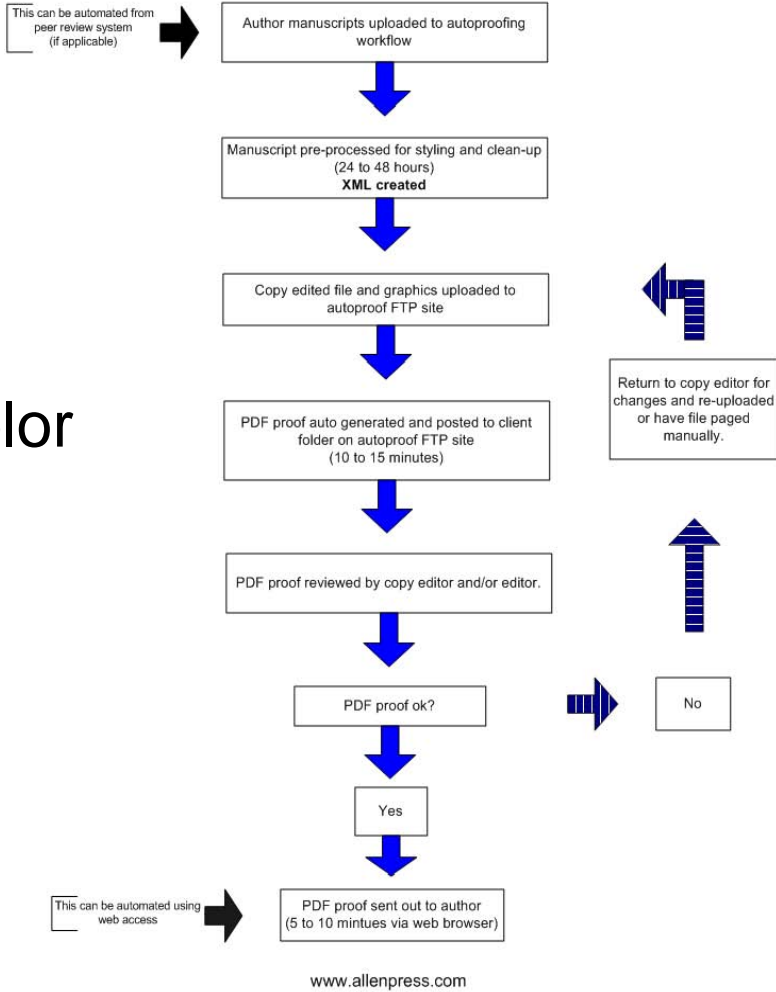 This can be automated from
peer review system
(if applicable)
Author manuscripts uploaded to autoproofing
workflow
Manuscript pre-processed for styling and clean-up
(24 to 48 hours)
XML created
Copy edited file and graphics uploaded to
autoproof FTP site
Return to copy editor for
changes and re-uploaded
or have file paged
manually.
lor
PDF proof auto generated and posted to client
folder on autoproof FTP site
(10 to 15 minutes)
PDF proof reviewed by copy editor and/or editor.
PDF proof ok?
No
Yes
This can be automated using
web access
PDF proof sent out to author
(5 to 10 mintues via web browser)
www.allenpress.com